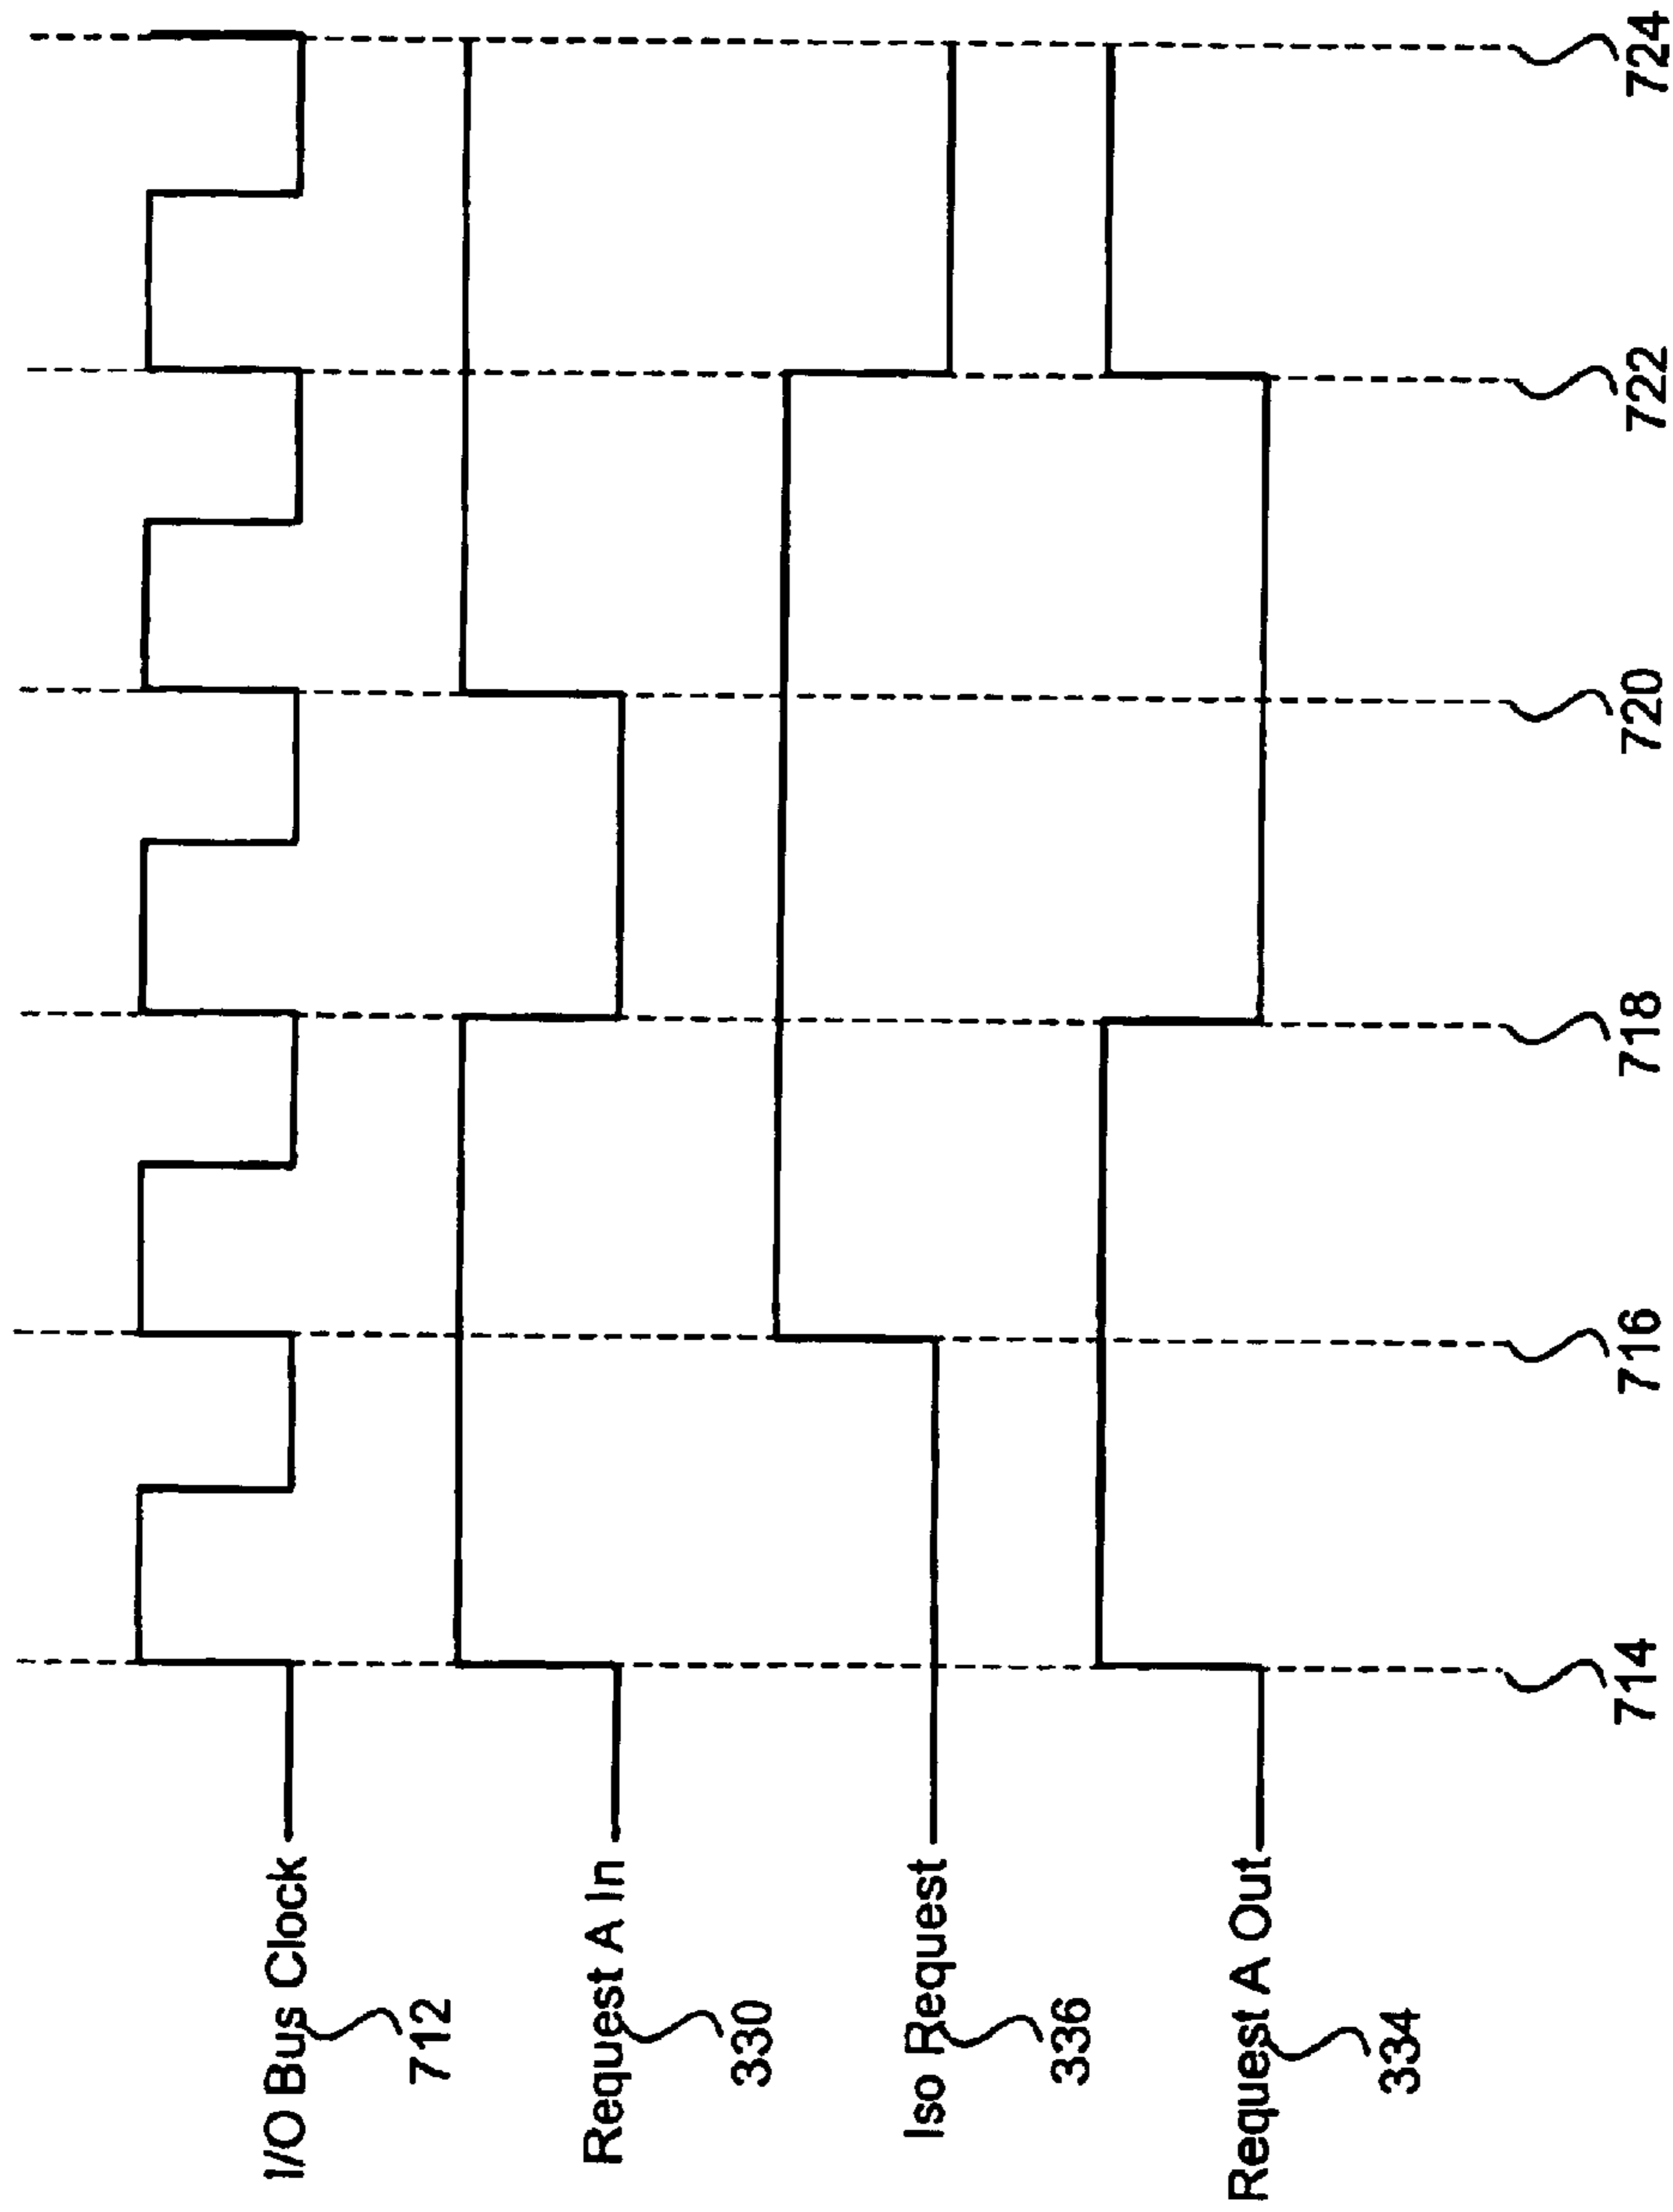 I/O Bus Clock
712
Request A In
330
Iso Request
336
Request A Out
334
714
716
718
720
722
724